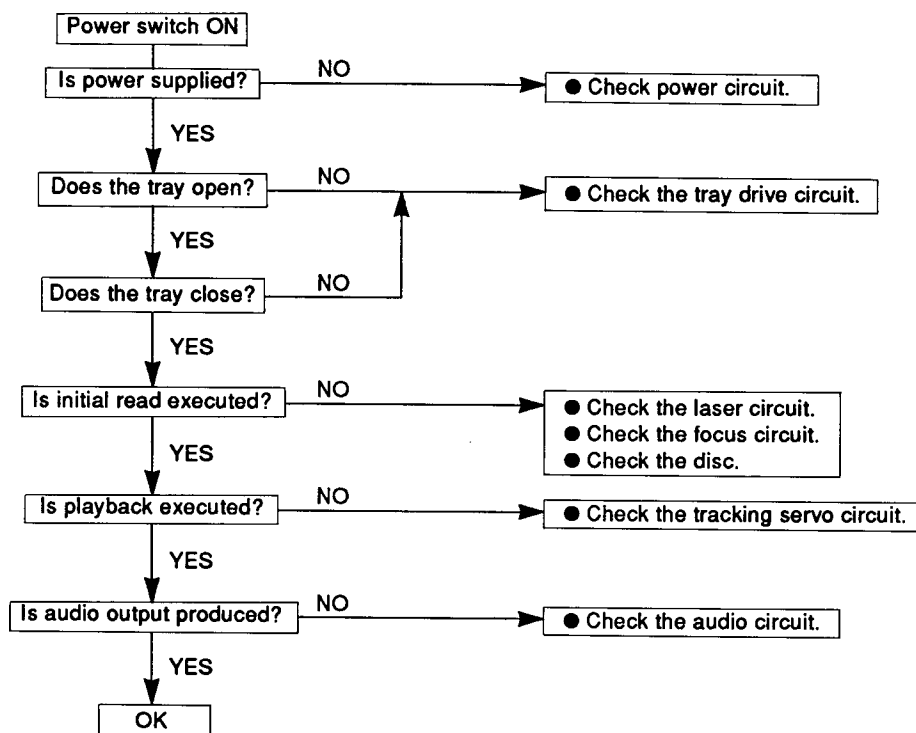 Power switch ON
Is power supplied?
NO
● Check power circuit.
YES
Does the tray open?
NO
● Check the tray drive circuit.
YES
Does the tray close?
NO
YES
Is initial read executed?
NO
● Check the laser circuit.
● Check the focus circuit.
● Check the disc.
YES
Is playback executed?
NO
● Check the tracking servo circuit.
YES
Is audio output produced?
NO
● Check the audio circuit.
YES
OK